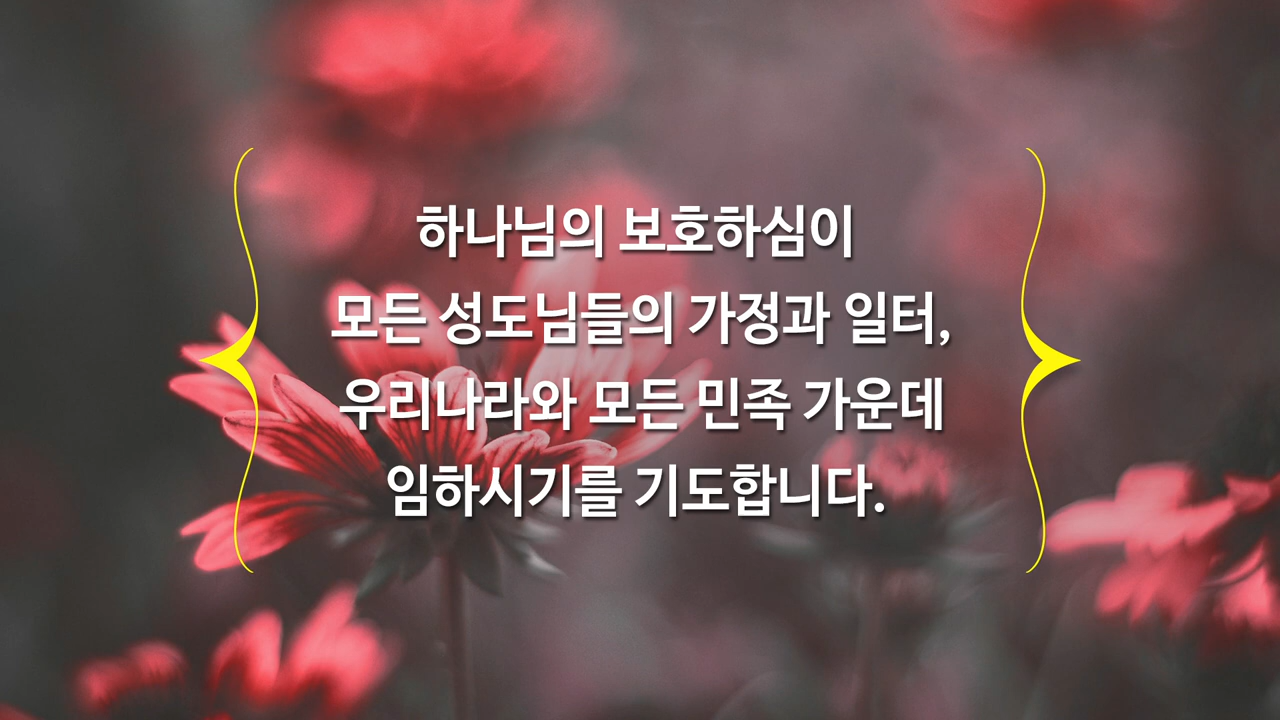 하나님의 보호하심이
모든 성도님들의 가정과 일터,
우리나라와 모든 민족 가운데
임하시기를 기도합니다.